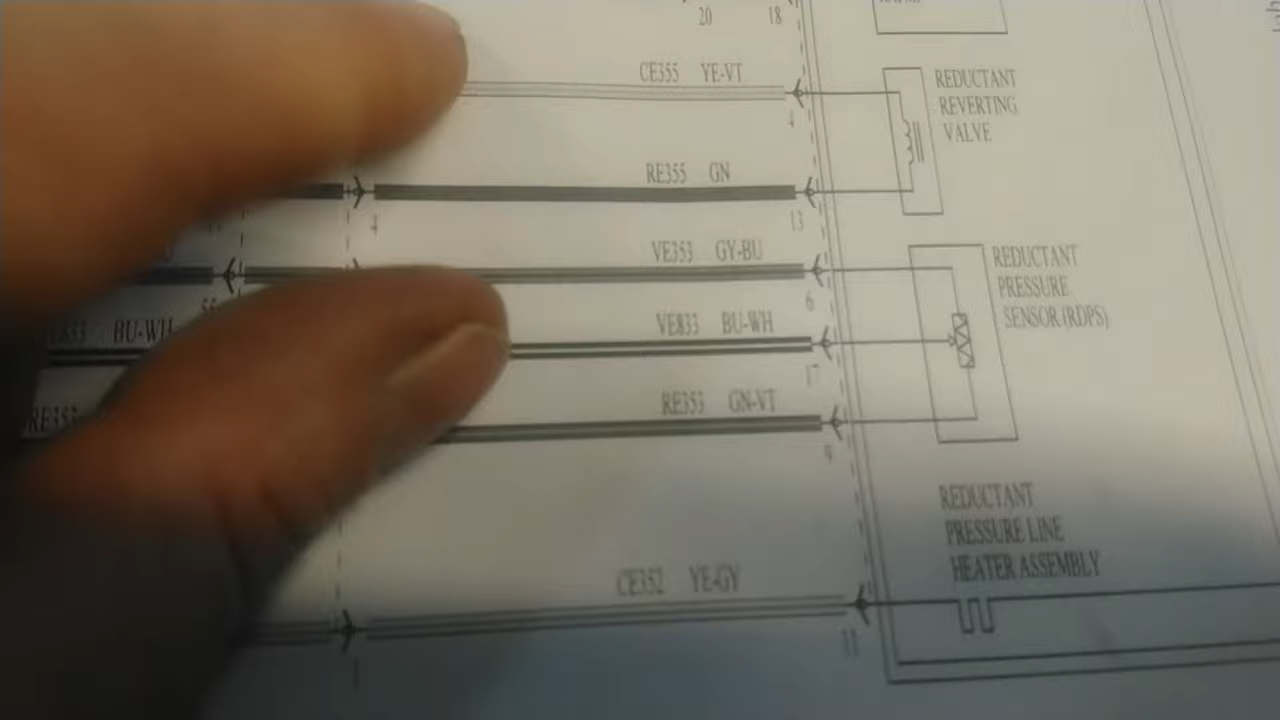 20 18
CE355 YE-VT
4
REDUCTANT
REVERTING
VALVE
RE355 GN
4 13
VE353 GY-BU
6
REDUCTANT
PRESSURE
SENSOR (RDPS)
BU-WH
VE833 BU-WH
17
RE353
RE353 GN-VT
9
REDUCTANT
PRESSURE LINE
HEATER ASSEMBLY
CE352 YE-GY
1 11